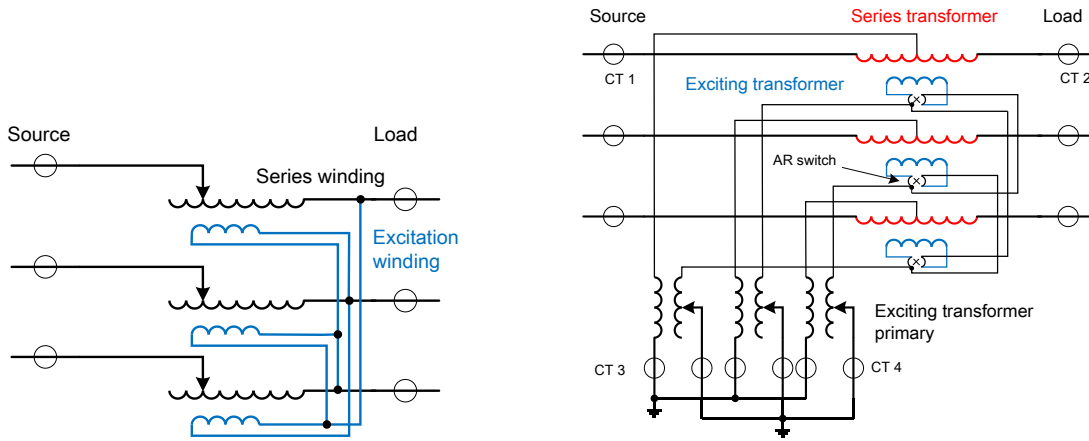 Source
Load
Series winding
Excitation
winding
Source
Series transformer
Load
CT 1
CT 2
Exciting transformer
AR switch
Exciting transformer
primary
CT 3
CT 4